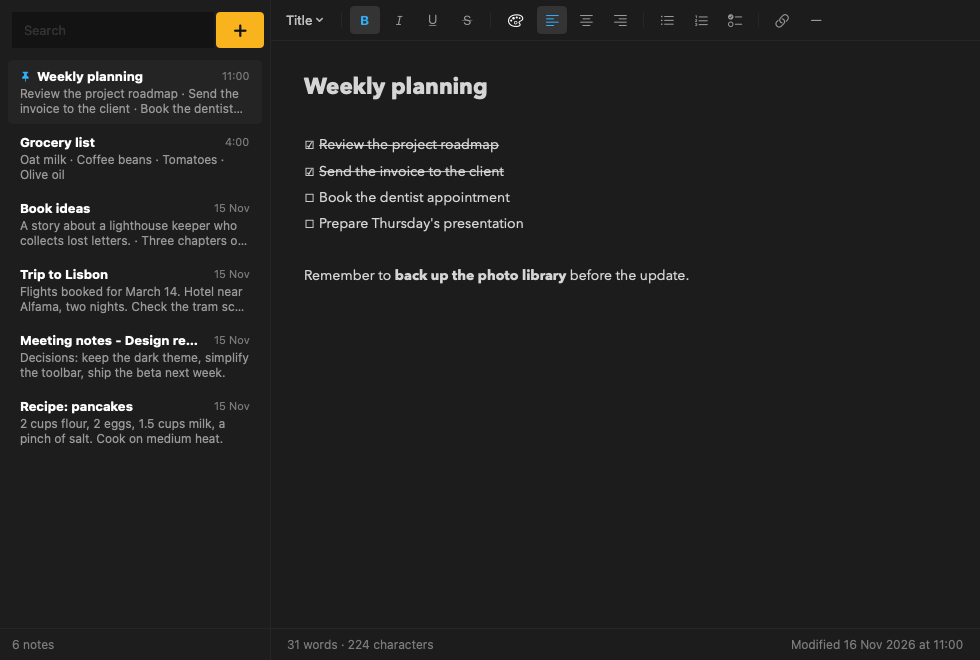 Search
+
Weekly planning 11:00
Review the project roadmap · Send the
invoice to the client · Book the dentist...
Grocery list 4:00
Oat milk · Coffee beans · Tomatoes ·
Olive oil
Book ideas 15 Nov
A story about a lighthouse keeper who
collects lost letters. · Three chapters o...
Trip to Lisbon 15 Nov
Flights booked for March 14. Hotel near
Alfama, two nights. Check the tram sc...
Meeting notes - Design re... 15 Nov
Decisions: keep the dark theme, simplify
the toolbar, ship the beta next week.
Recipe: pancakes 15 Nov
2 cups flour, 2 eggs, 1.5 cups milk, a
pinch of salt. Cook on medium heat.
6 notes
Title B I U S
Weekly planning
☑ Review the project roadmap
☑ Send the invoice to the client
☐ Book the dentist appointment
☐ Prepare Thursday's presentation
Remember to back up the photo library before the update.
31 words · 224 characters
Modified 16 Nov 2026 at 11:00